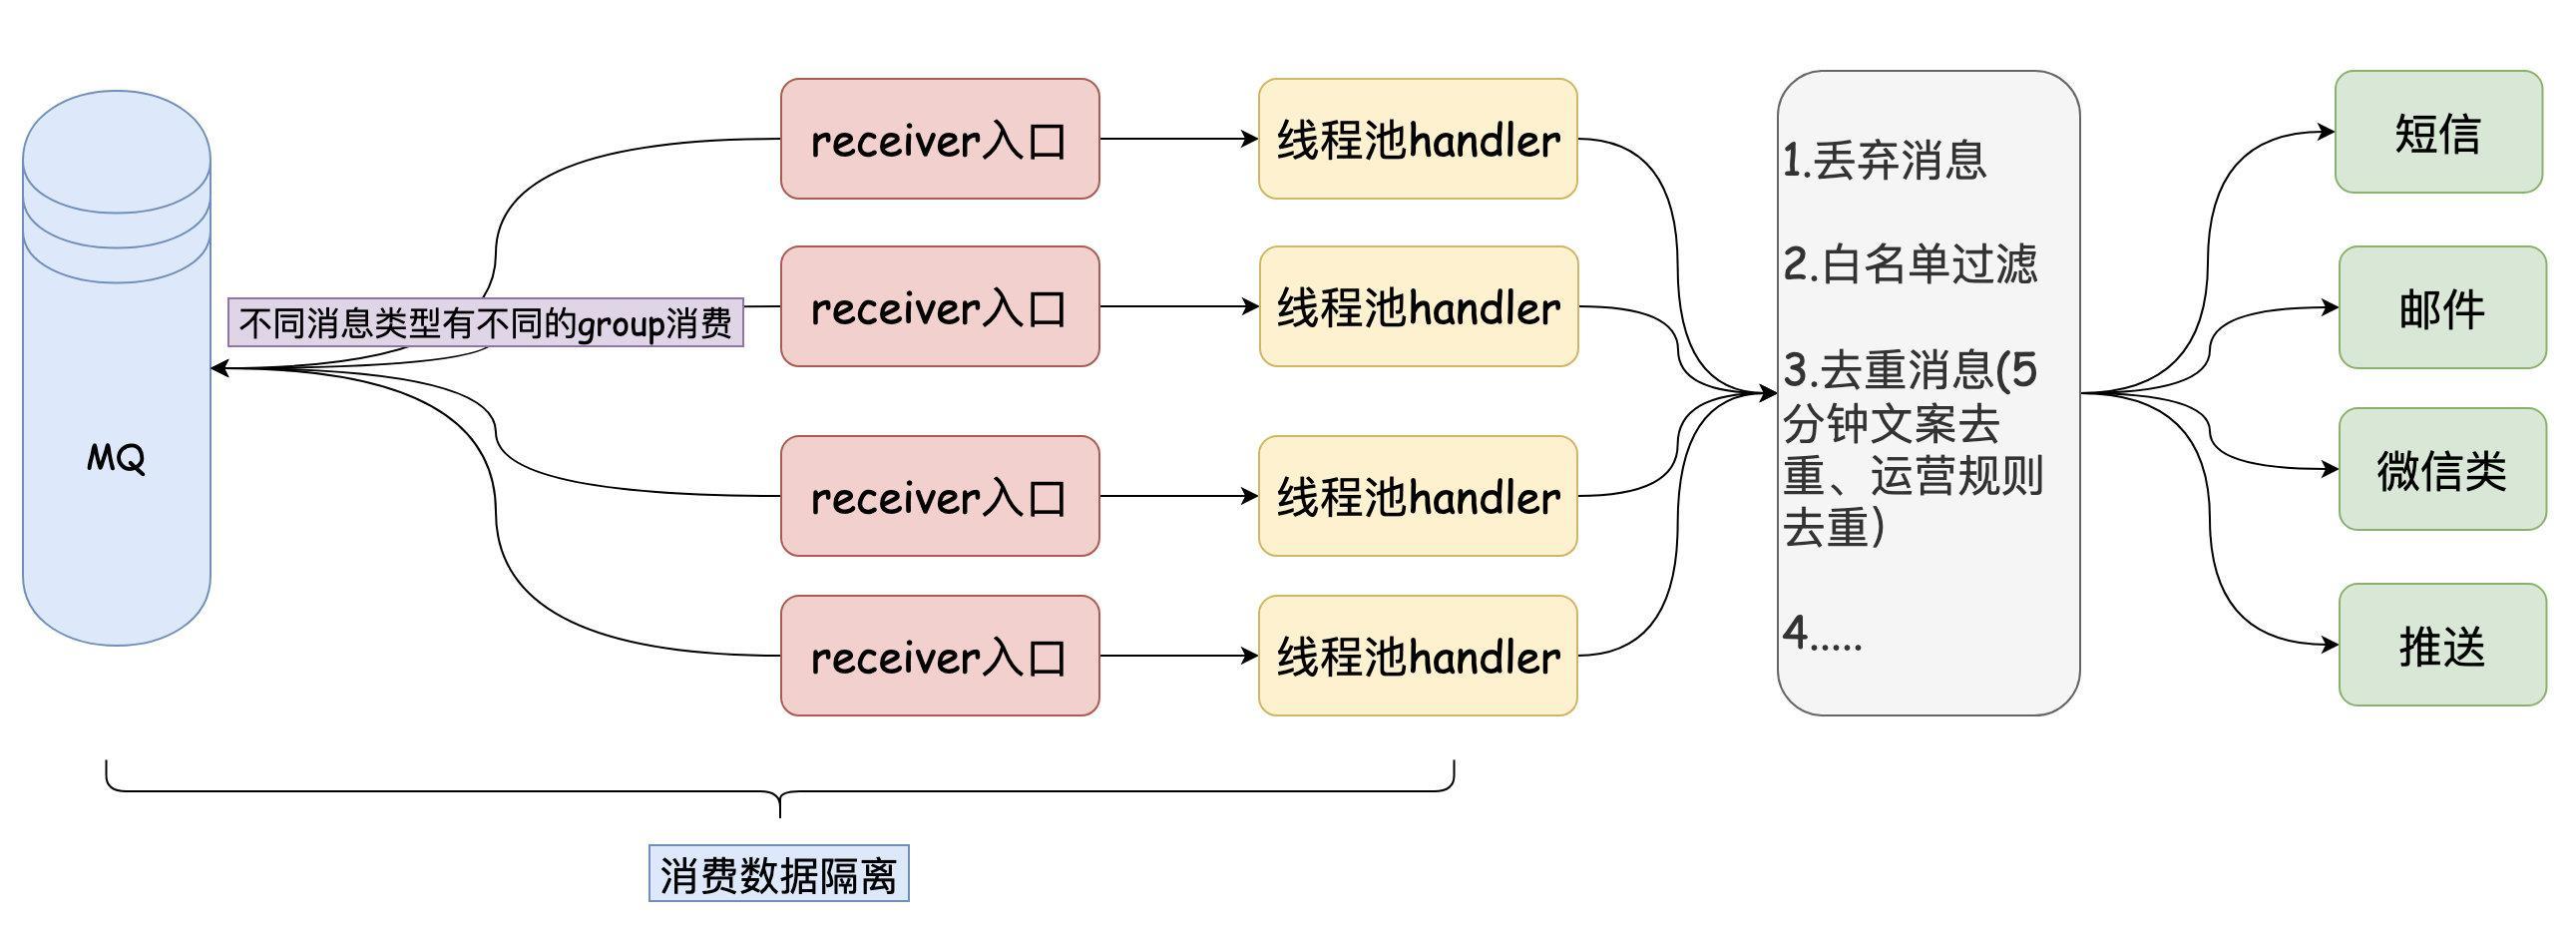 MQ
不同消息类型有不同的group消费
receiver入口
线程池handler
receiver入口
线程池handler
receiver入口
线程池handler
receiver入口
线程池handler
1.丢弃消息
2.白名单过滤
3.去重消息(5
分钟文案去
重、运营规则
去重)
4.....
短信
邮件
微信类
推送
消费数据隔离